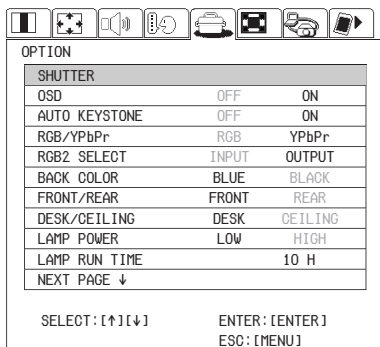 OPTION
SHUTTER
OSD OFF ON
AUTO KEYSTONE OFF ON
RGB/YPbPr RGB YPbPr
RGB2 SELECT INPUT OUTPUT
BACK COLOR BLUE BLACK
FRONT/REAR FRONT REAR
DESK/CEILING DESK CEILING
LAMP POWER LOW HIGH
LAMP RUN TIME 10 H
NEXT PAGE ↓
SELECT:[↑][↓] ENTER:[ENTER]
ESC:[MENU]